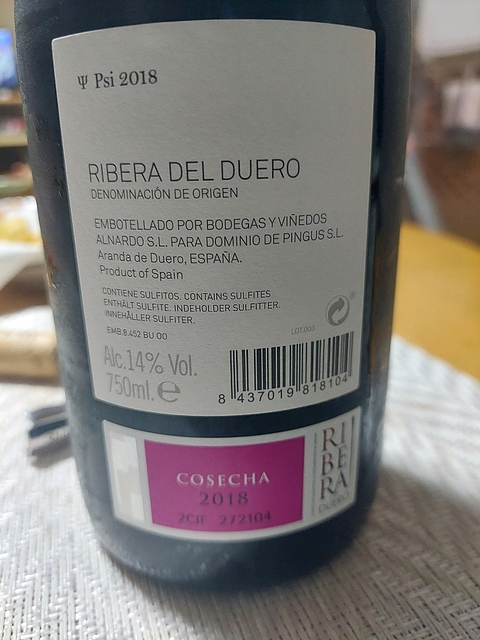 Ψ Psi 2018
RIBERA DEL DUERO
DENOMINACIÓN DE ORIGEN
EMBOTELLADO POR BODEGAS Y VIÑEDOS
ALNARDO S.L. PARA DOMINIO DE PINGUS S.L.
Aranda de Duero, ESPAÑA.
Product of Spain
CONTIENE SULFITOS. CONTAINS SULFITES
ENTHÄLT SULFITE. INDEHOLDER SULFITTER.
INNEHÅLLER SULFITER.
EMB.8.452 BU 00
LOT.003
Alc.14% Vol.
750ml. ℮
8 437019 818104
COSECHA
2018
2CJF 272104
RIBERA
DUERO